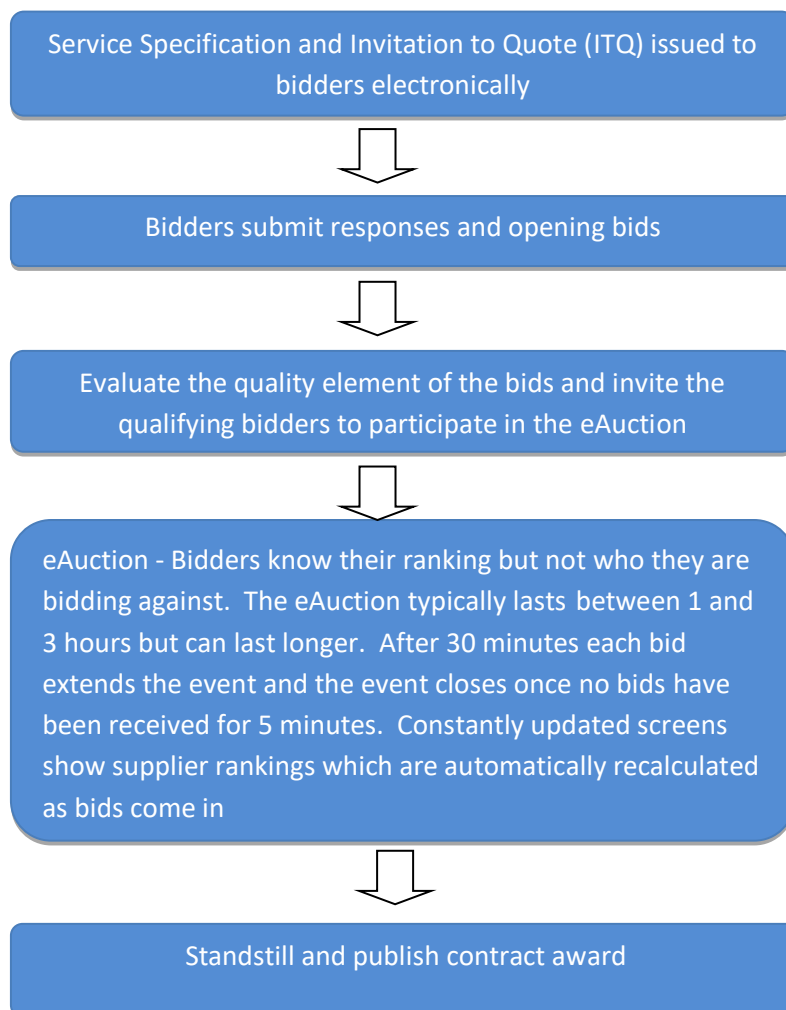 Service Specification and Invitation to Quote (ITQ) issued to
bidders electronically
Bidders submit responses and opening bids
Evaluate the quality element of the bids and invite the
qualifying bidders to participate in the eAuction
eAuction - Bidders know their ranking but not who they are
bidding against.  The eAuction typically lasts between 1 and
3 hours but can last longer.  After 30 minutes each bid
extends the event and the event closes once no bids have
been received for 5 minutes.  Constantly updated screens
show supplier rankings which are automatically recalculated
as bids come in
Standstill and publish contract award